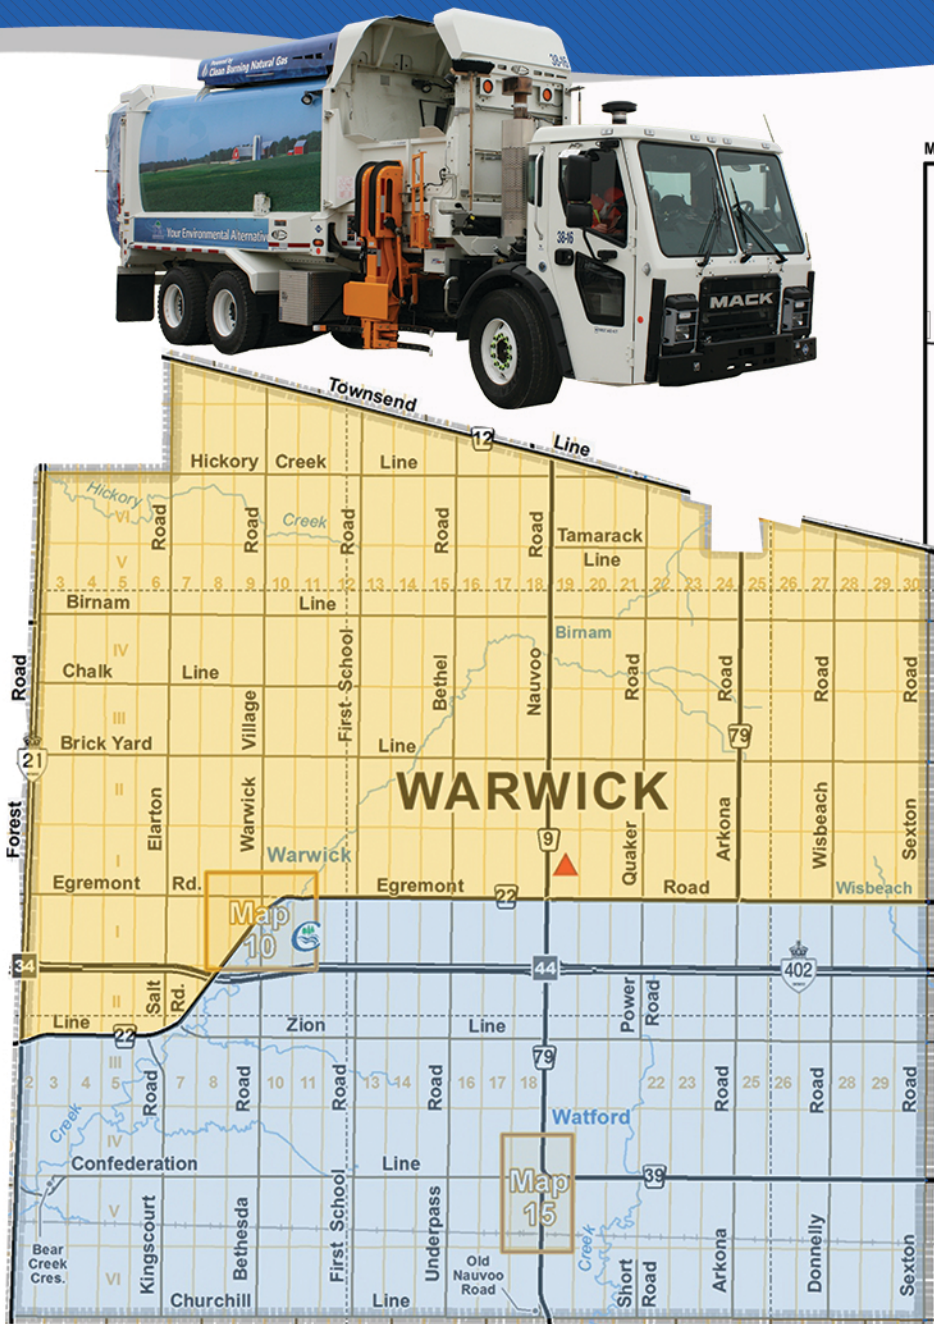 Powered by
Clean Burning Natural Gas
38-16
Your Environmental Alternative
38-16
MACK
M
Townsend
12
Line
Hickory Creek Line
Hickory
Creek
VI
Road
Road
Road
Road
Road
Tamarack
Line
V
3 4 5 6 7 8 9 10 11 12 13 14 15 16 17 18 19 20 21 22 23 24 25 26 27 28 29 30
Birnam Line
Birnam
IV
Chalk Line
Road
Village
First School
Bethel
Nauvoo
Road
Road
Road
Road
III
Brick Yard Line
21
79
II
WARWICK
Forest
Elarton
Warwick
9
Quaker
Arkona
Wisbeach
Sexton
I
Warwick
Egremont Rd.
Egremont
22
Road
Wisbeach
Map
10
I
34
44
402
II
Salt
Rd.
Power
Road
Line
22
Zion Line
III
79
2 3 4 5 7 8 10 11 13 14 16 17 18 22 23 25 26 28 29
Road
Road
Road
Road
Road
Road
Road
Creek
Watford
IV
Confederation Line
39
Map
15
V
Bear
Creek
Cres.
Kingscourt
Bethesda
First School
Underpass
Old
Nauvoo
Road
Creek
Short
Road
Arkona
Donnelly
Sexton
VI
Churchill Line